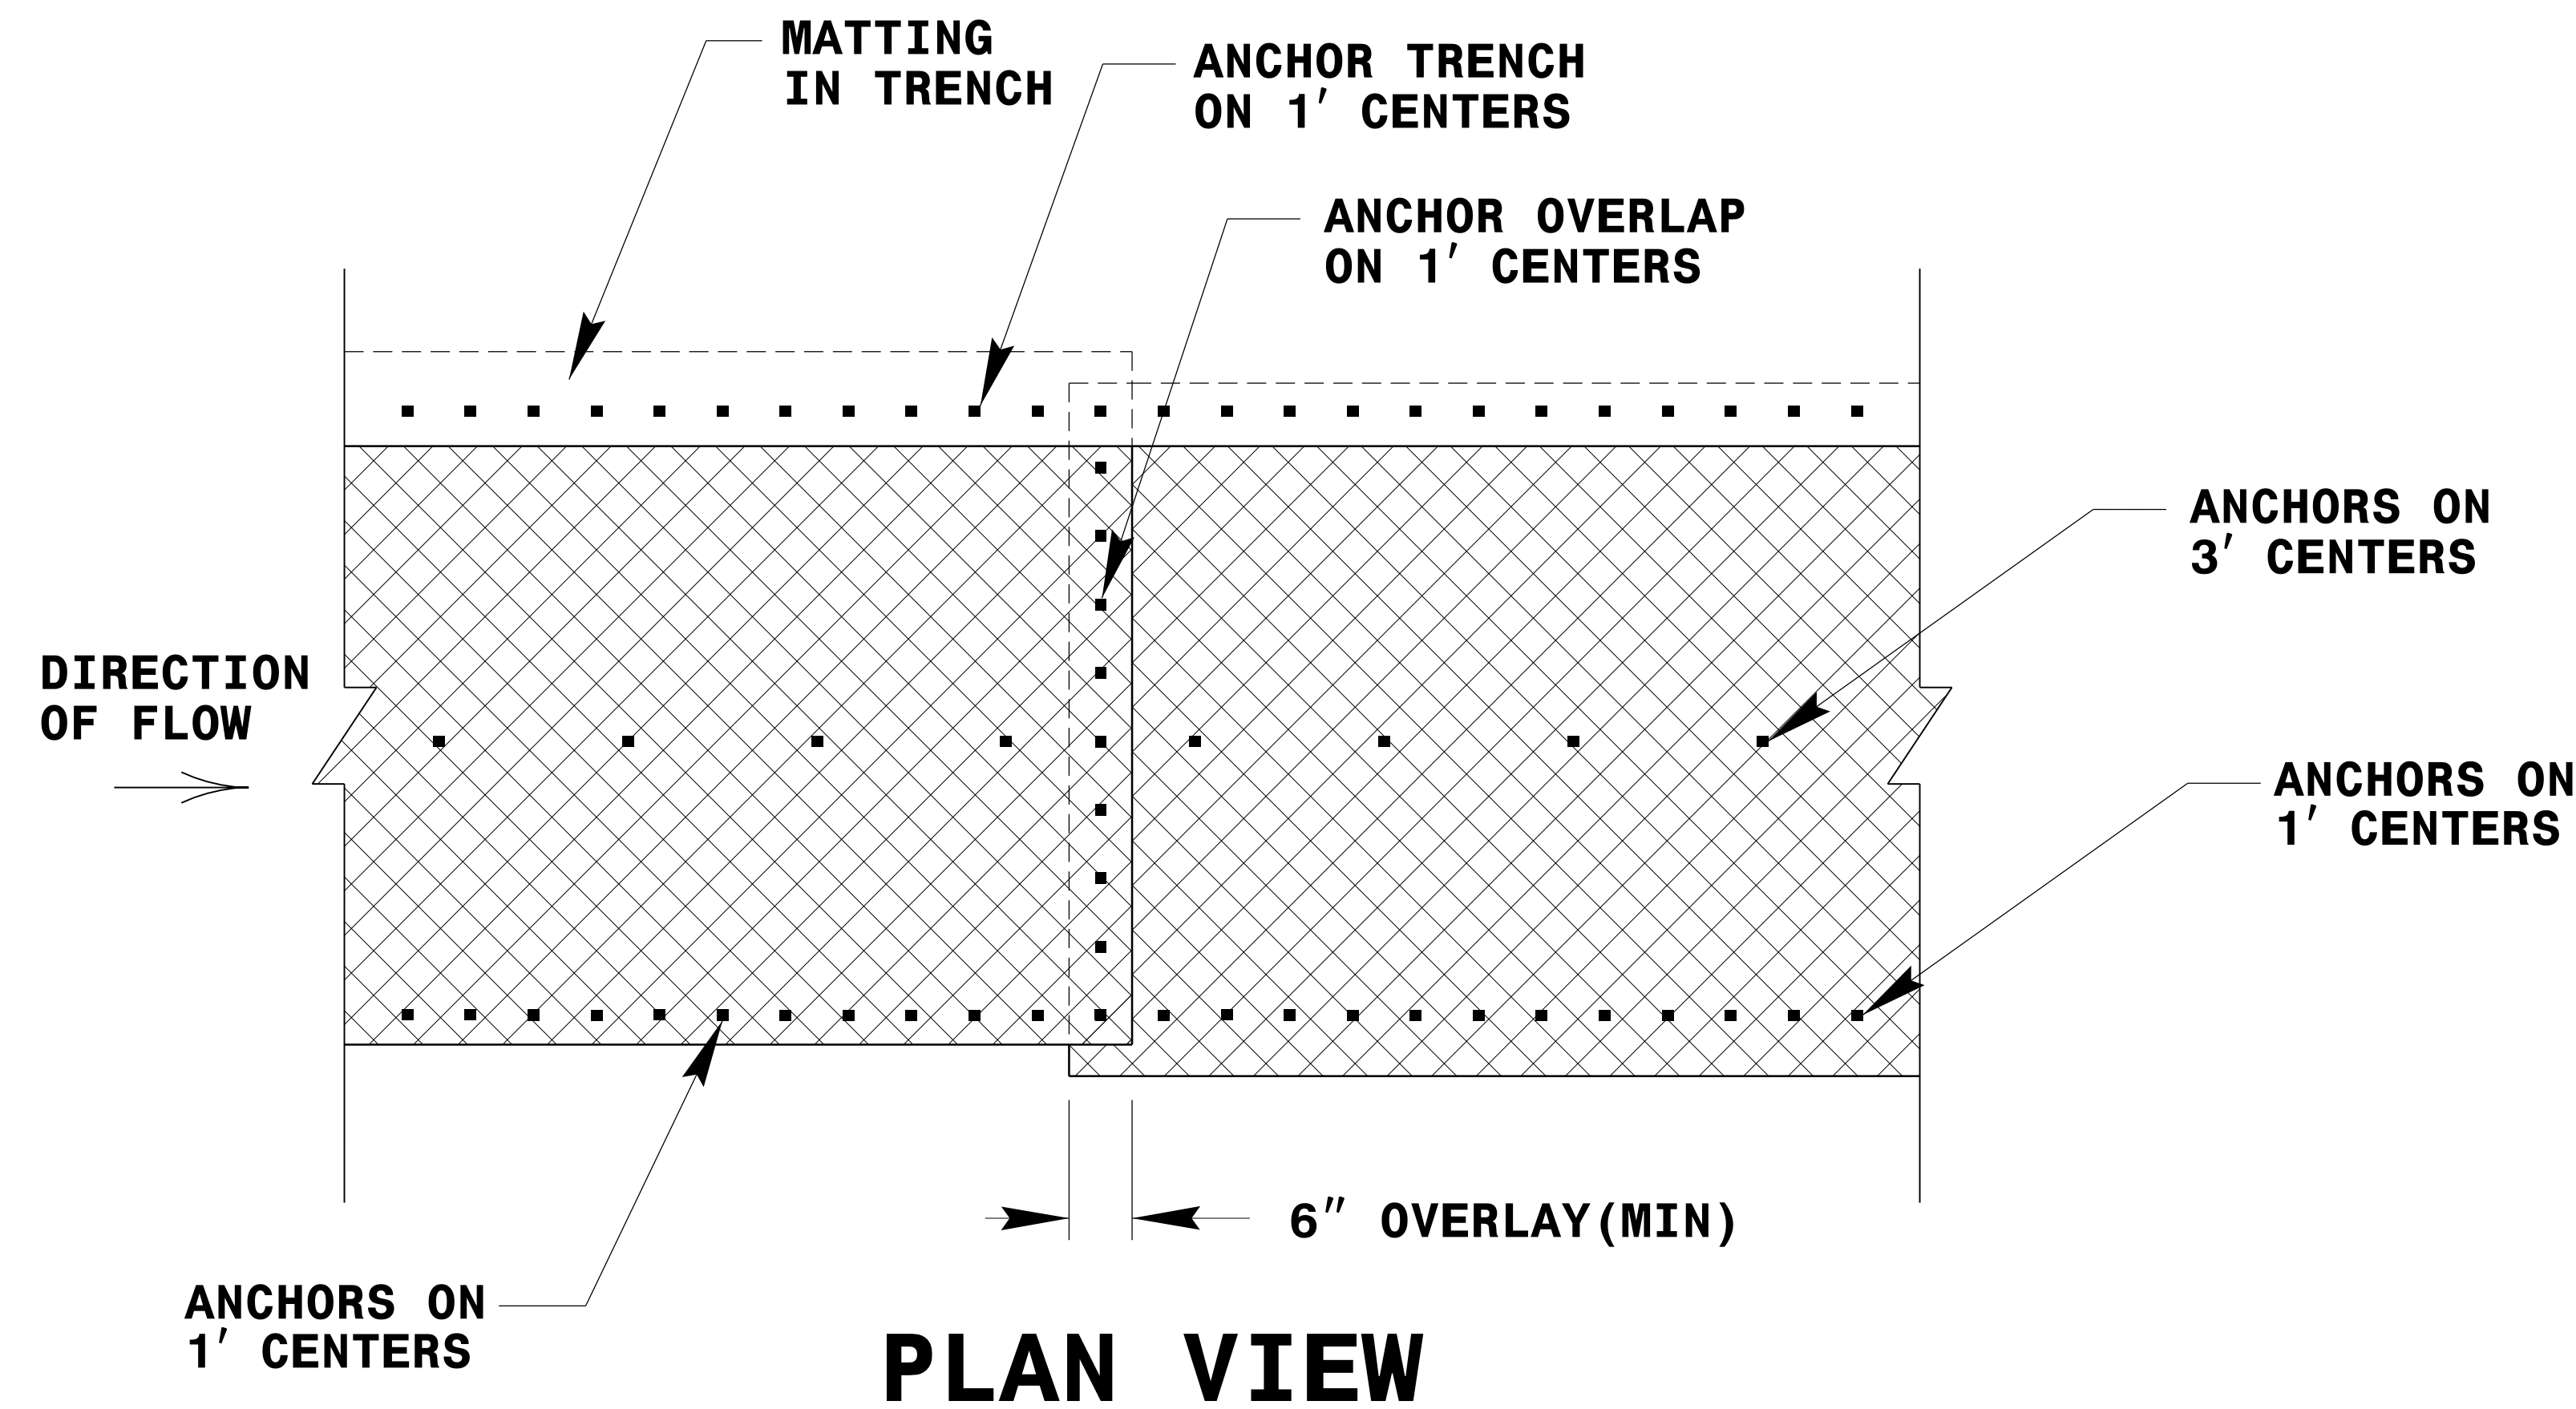 MATTING
IN TRENCH
ANCHOR TRENCH
ON 1' CENTERS
ANCHOR OVERLAP
ON 1' CENTERS
ANCHORS ON
3' CENTERS
DIRECTION
OF FLOW
ANCHORS ON
1' CENTERS
6" OVERLAY(MIN)
ANCHORS ON
1' CENTERS
PLAN VIEW